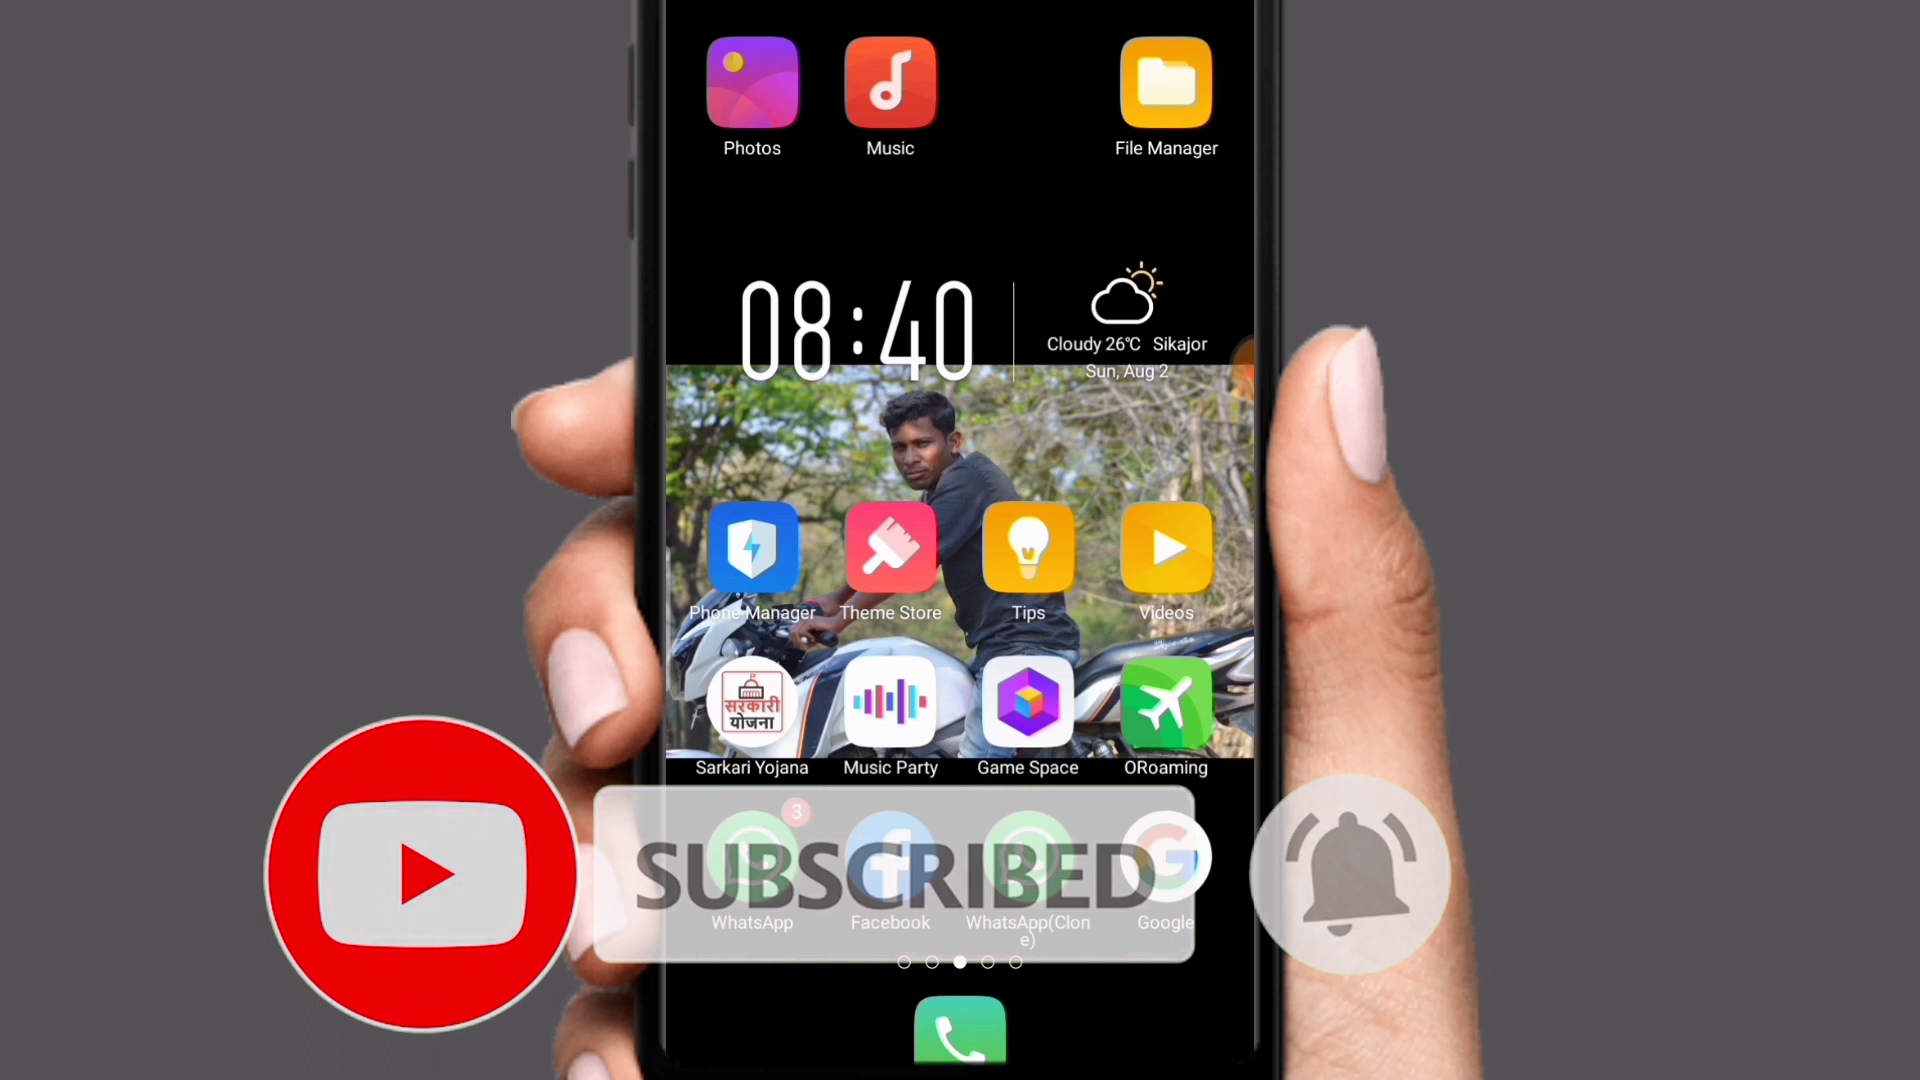 Photos Music File Manager
08:40
Cloudy 26°C Sikajor
Sun, Aug 2
Phone Manager Theme Store Tips Videos
सरकारी
योजना
Sarkari Yojana Music Party Game Space ORoaming
3
SUBSCRIBED
WhatsApp Facebook WhatsApp(Clon
e) Google